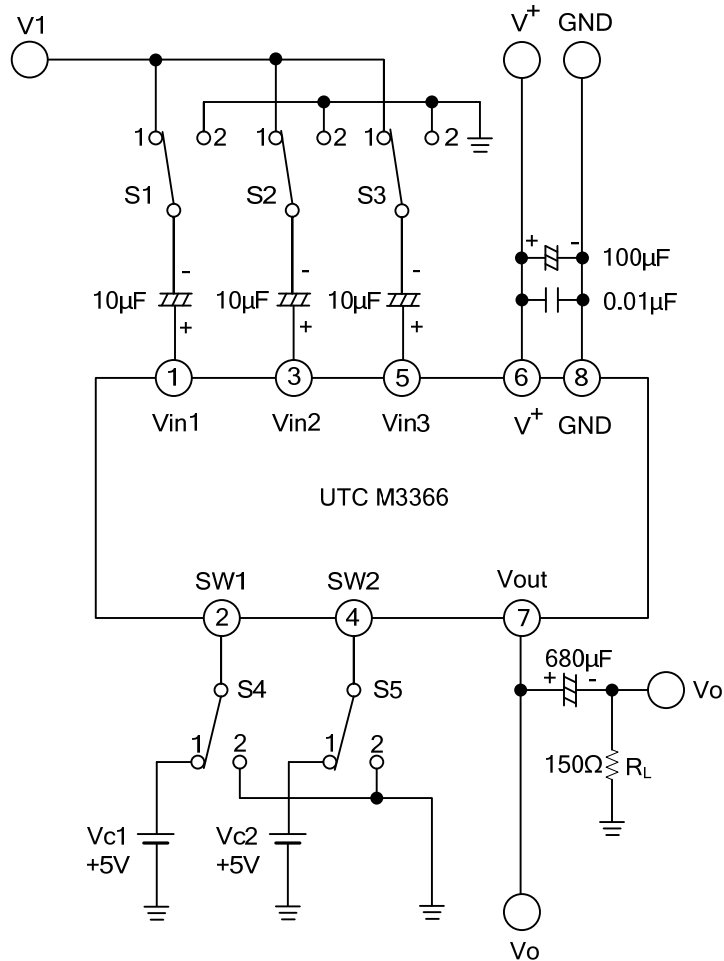 V1
V+
GND
1
2
1
2
1
2
S1
S2
S3
-
-
-
10µF
10µF
10µF
+
+
+
+
-
100µF
0.01µF
1
3
5
6
8
Vin1
Vin2
Vin3
V+
GND
UTC M3366
SW1
SW2
Vout
2
4
7
680µF
+
-
Vo
S4
S5
1
2
1
2
150Ω
RL
Vc1
+5V
Vc2
+5V
Vo